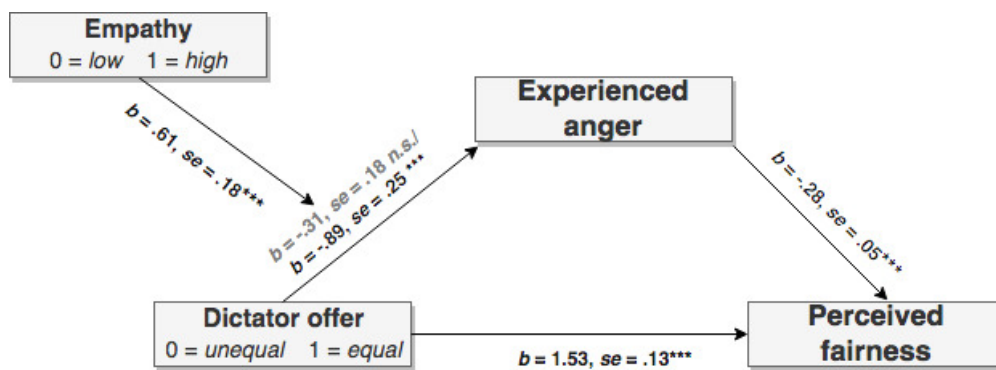 Empathy
0 = low 1 = high
b = .61, se = .18***
Experienced
anger
b = -.31, se = .18 n.s./
b = -.89, se = .25 ***
b = -.28, se = .05***
Dictator offer
0 = unequal 1 = equal
b = 1.53, se = .13***
Perceived
fairness